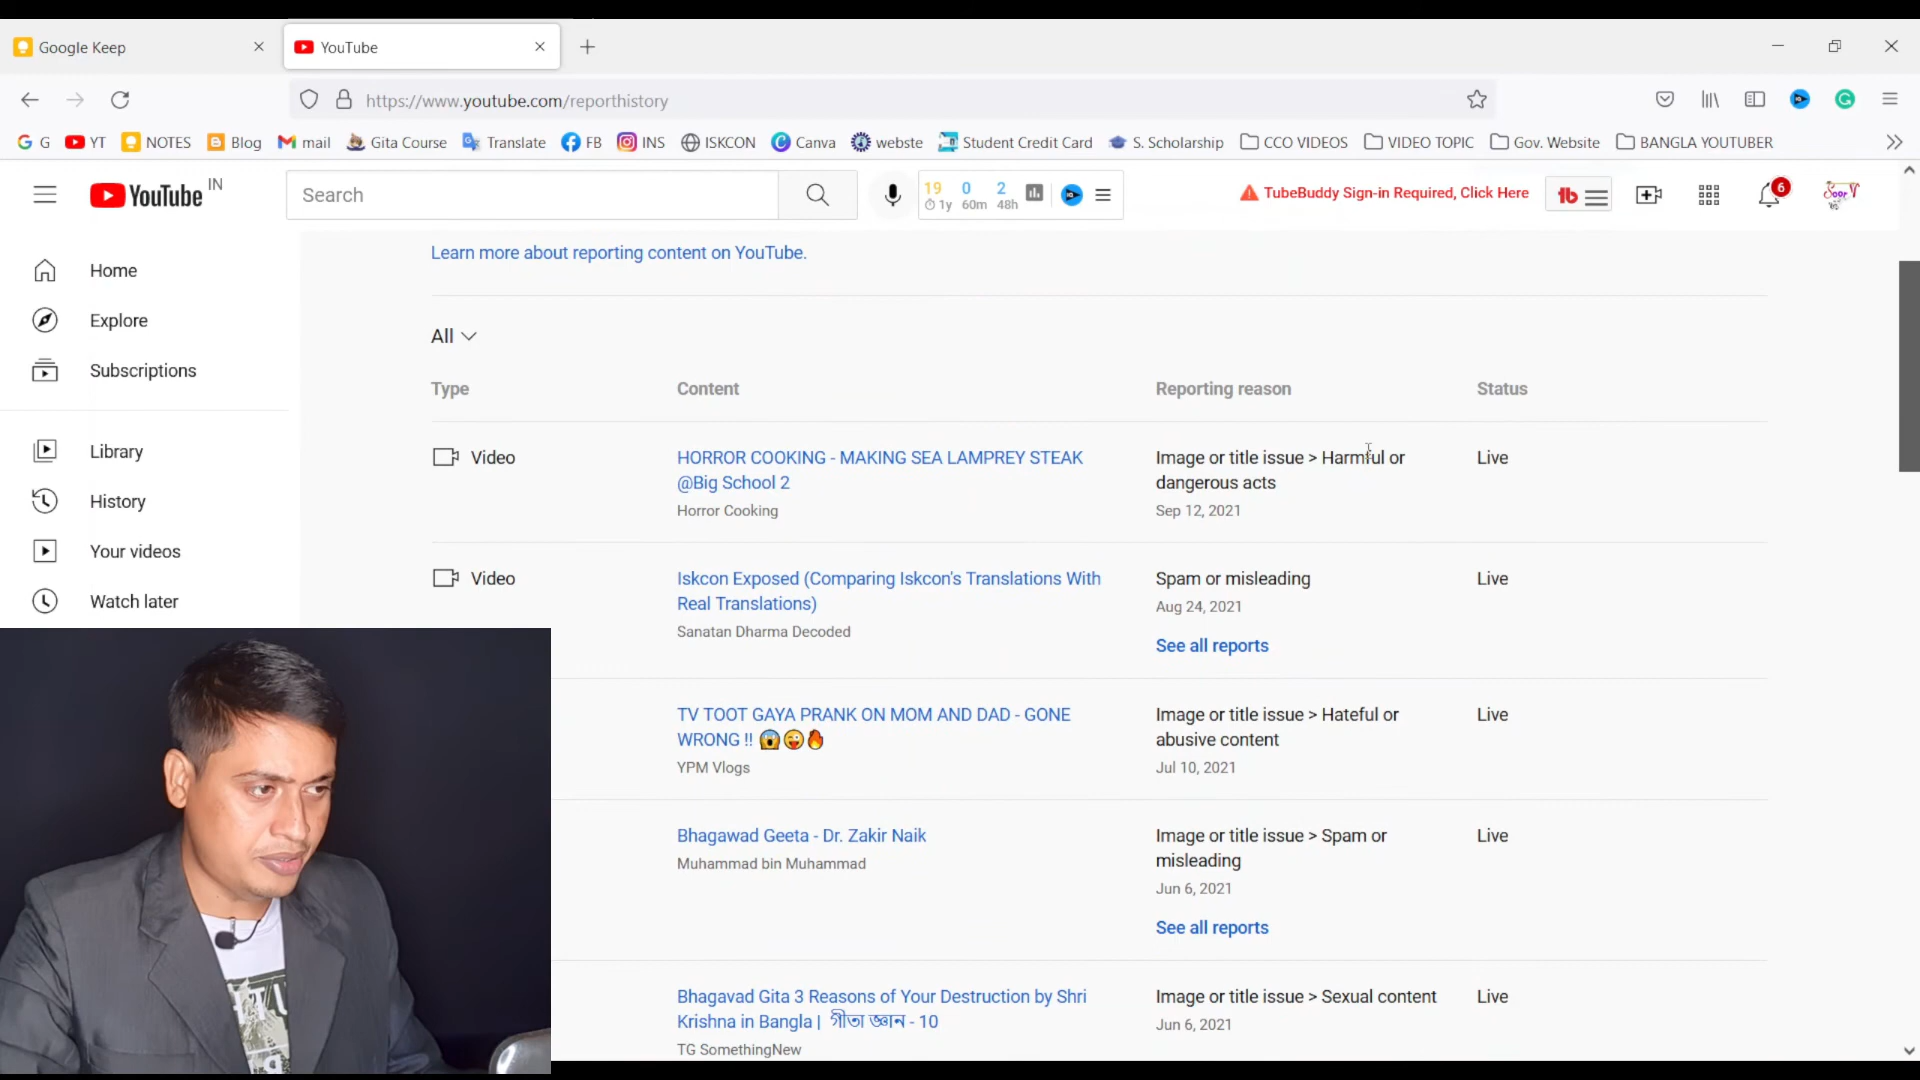 Google Keep
YouTube
https://www.youtube.com/reporthistory
G YT NOTES Blog mail Gita Course Translate FB INS ISKCON Canva webste Student Credit Card S. Scholarship CCO VIDEOS VIDEO TOPIC Gov. Website BANGLA YOUTUBER
YouTube IN
Search
19 0 2
1y 60m 48h
TubeBuddy Sign-in Required, Click Here
6
Home
Explore
Subscriptions
Library
History
Your videos
Watch later
Learn more about reporting content on YouTube.
All
Type Content Reporting reason Status
Video
HORROR COOKING - MAKING SEA LAMPREY STEAK
@Big School 2
Horror Cooking
Image or title issue > Harmful or
dangerous acts
Sep 12, 2021
Live
Video
Iskcon Exposed (Comparing Iskcon's Translations With
Real Translations)
Sanatan Dharma Decoded
Spam or misleading
Aug 24, 2021
See all reports
Live
TV TOOT GAYA PRANK ON MOM AND DAD - GONE
WRONG !! 😱😜🔥
YPM Vlogs
Image or title issue > Hateful or
abusive content
Jul 10, 2021
Live
Bhagawad Geeta - Dr. Zakir Naik
Muhammad bin Muhammad
Image or title issue > Spam or
misleading
Jun 6, 2021
See all reports
Live
Bhagavad Gita 3 Reasons of Your Destruction by Shri
Krishna in Bangla | গীতা জ্ঞান - 10
TG SomethingNew
Image or title issue > Sexual content
Jun 6, 2021
Live